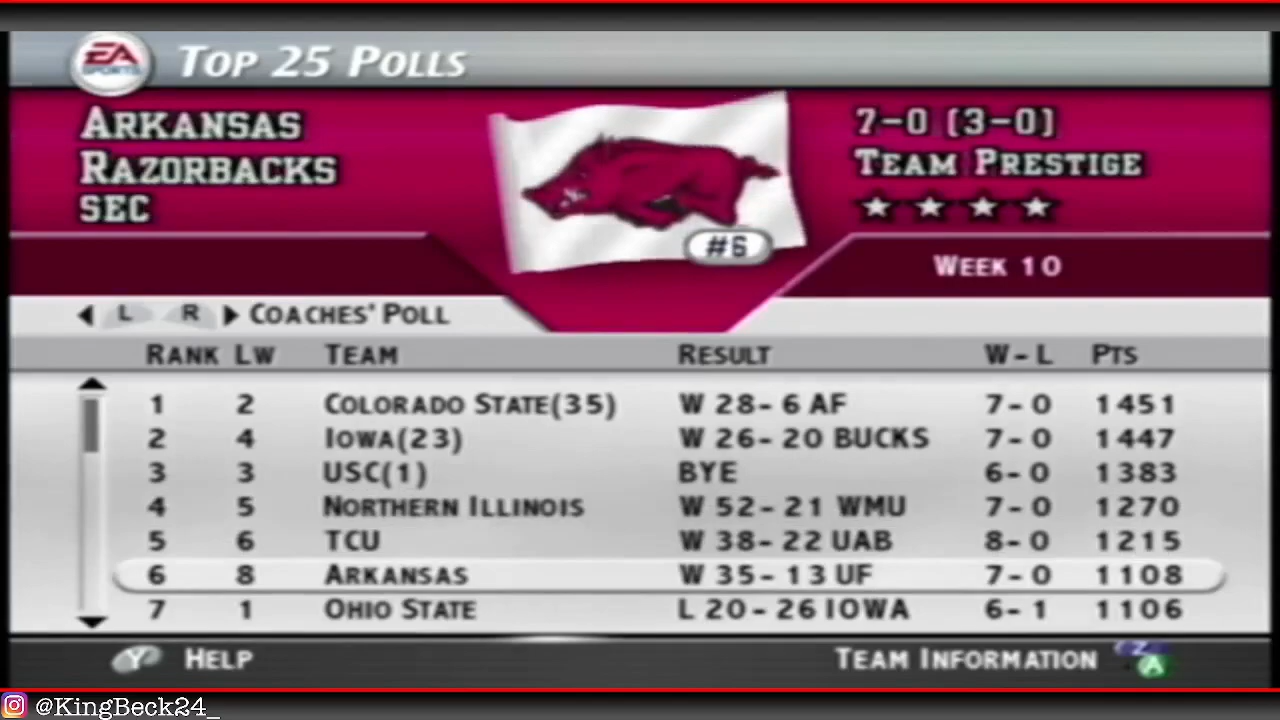 EA SPORTS TOP 25 POLLS
ARKANSAS
RAZORBACKS
SEC
7-0 (3-0)
TEAM PRESTIGE
#6
WEEK 10
L R COACHES' POLL
RANK LW TEAM RESULT W-L PTS
1 2 COLORADO STATE(35) W 28-6 AF 7-0 1451
2 4 IOWA(23) W 26-20 BUCKS 7-0 1447
3 3 USC(1) BYE 6-0 1383
4 5 NORTHERN ILLINOIS W 52-21 WMU 7-0 1270
5 6 TCU W 38-22 UAB 8-0 1215
6 8 ARKANSAS W 35-13 UF 7-0 1108
7 1 OHIO STATE L 20-26 IOWA 6-1 1106
Y HELP
TEAM INFORMATION Z A
@KingBeck24_